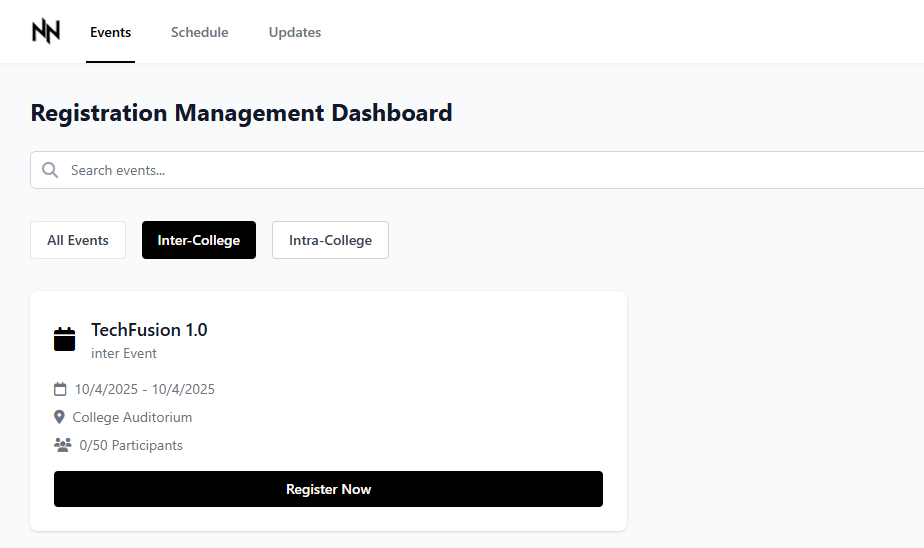 NN
Events Schedule Updates
Registration Management Dashboard
Search events...
All Events Inter-College Intra-College
TechFusion 1.0
inter Event
10/4/2025 - 10/4/2025
College Auditorium
0/50 Participants
Register Now